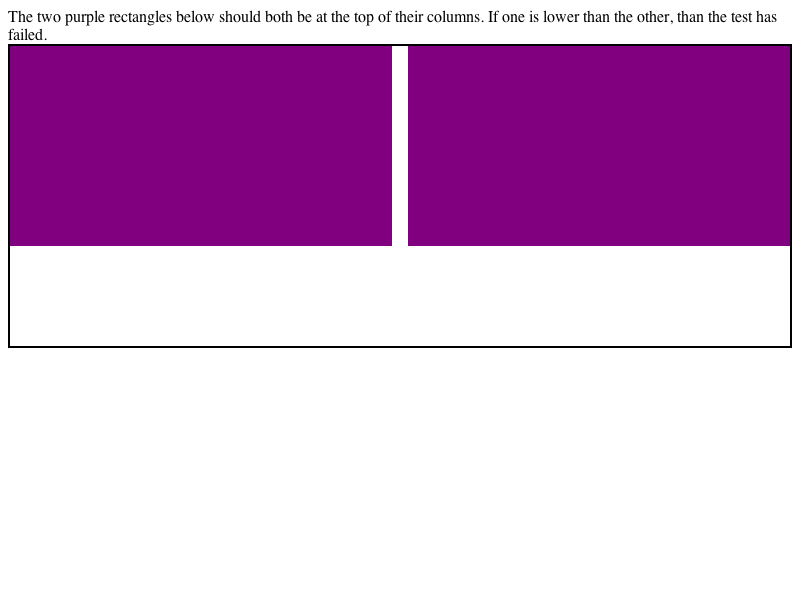 The two purple rectangles below should both be at the top of their columns. If one is lower than the other, than the test has
failed.